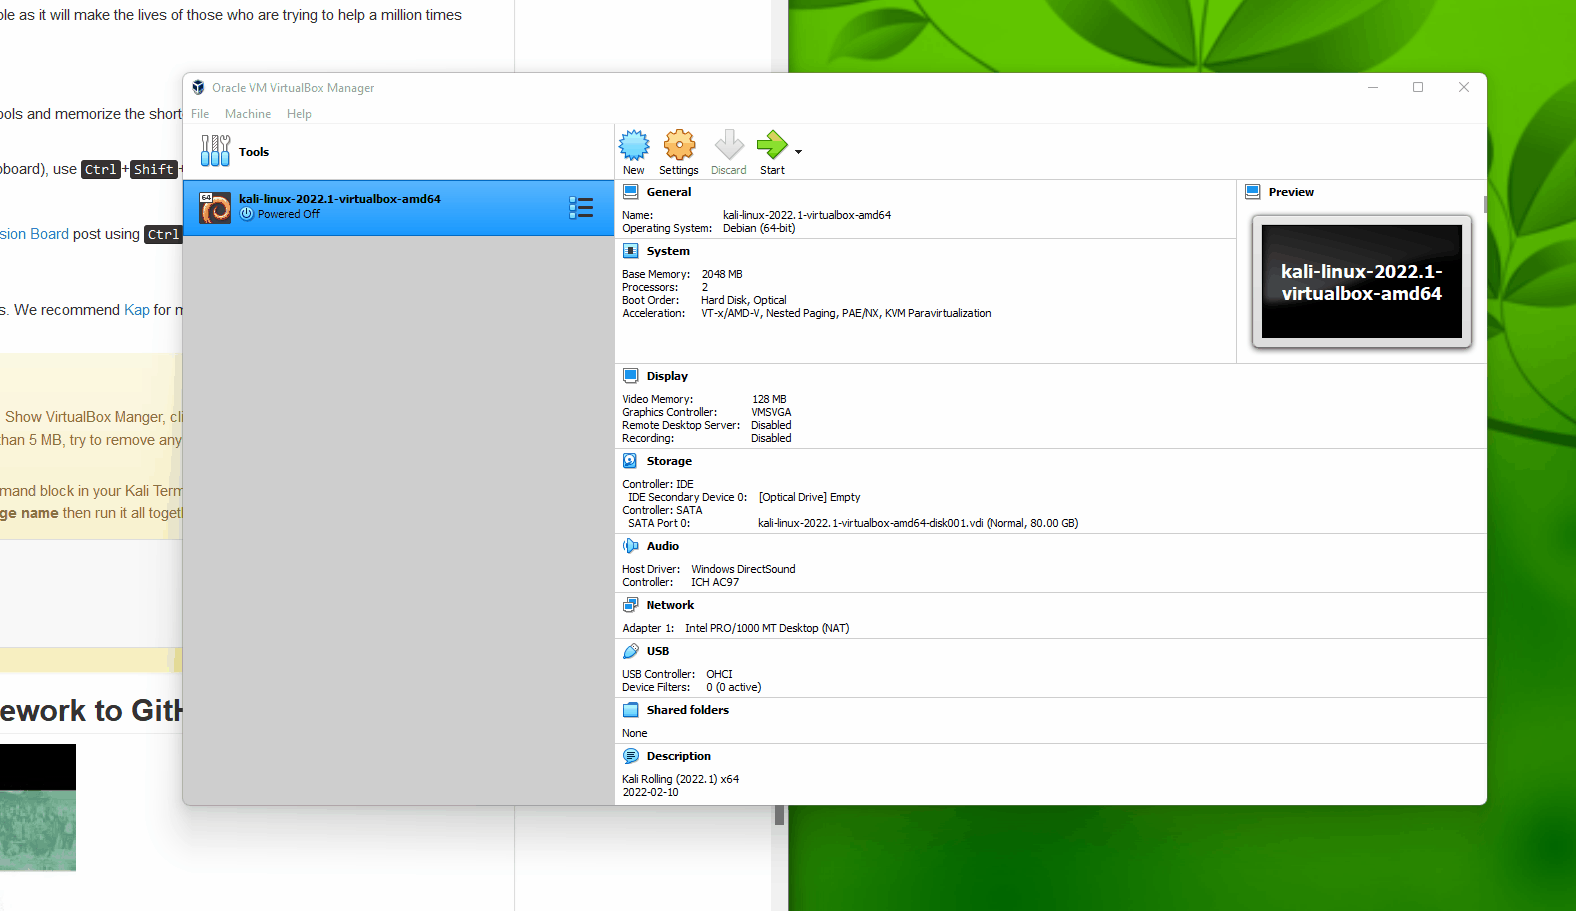 ole as it will make the lives of those who are trying to help a million times
ools and memorize the short
pboard), use Ctrl+Shift+
sion Board post using Ctrl
s. We recommend Kap for m
Show VirtualBox Manger, cli
than 5 MB, try to remove any
mand block in your Kali Term
ge name then run it all togeth
ework to GitH
Oracle VM VirtualBox Manager
File Machine Help
Tools
64
kali-linux-2022.1-virtualbox-amd64
Powered Off
New Settings Discard Start
General
Name: kali-linux-2022.1-virtualbox-amd64
Operating System: Debian (64-bit)
System
Base Memory: 2048 MB
Processors: 2
Boot Order: Hard Disk, Optical
Acceleration: VT-x/AMD-V, Nested Paging, PAE/NX, KVM Paravirtualization
Preview
kali-linux-2022.1-
virtualbox-amd64
Display
Video Memory: 128 MB
Graphics Controller: VMSVGA
Remote Desktop Server: Disabled
Recording: Disabled
Storage
Controller: IDE
IDE Secondary Device 0: [Optical Drive] Empty
Controller: SATA
SATA Port 0: kali-linux-2022.1-virtualbox-amd64-disk001.vdi (Normal, 80.00 GB)
Audio
Host Driver: Windows DirectSound
Controller: ICH AC97
Network
Adapter 1: Intel PRO/1000 MT Desktop (NAT)
USB
USB Controller: OHCI
Device Filters: 0 (0 active)
Shared folders
None
Description
Kali Rolling (2022.1) x64
2022-02-10